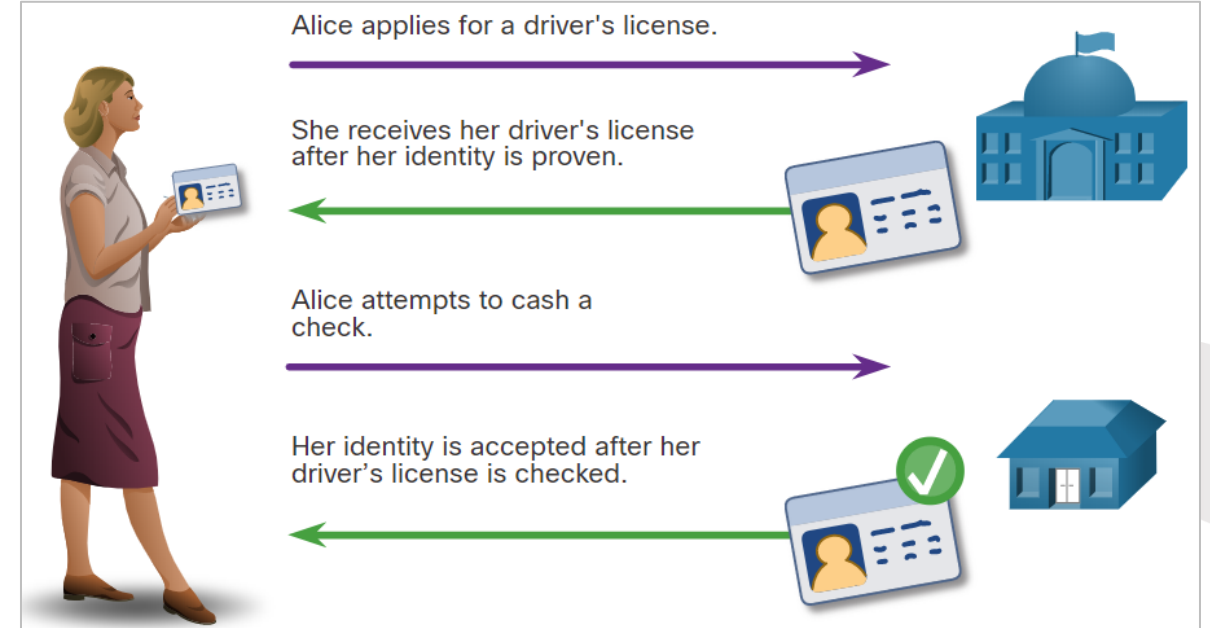 Alice applies for a driver's license.
She receives her driver's license
after her identity is proven.
Alice attempts to cash a
check.
Her identity is accepted after her
driver’s license is checked.